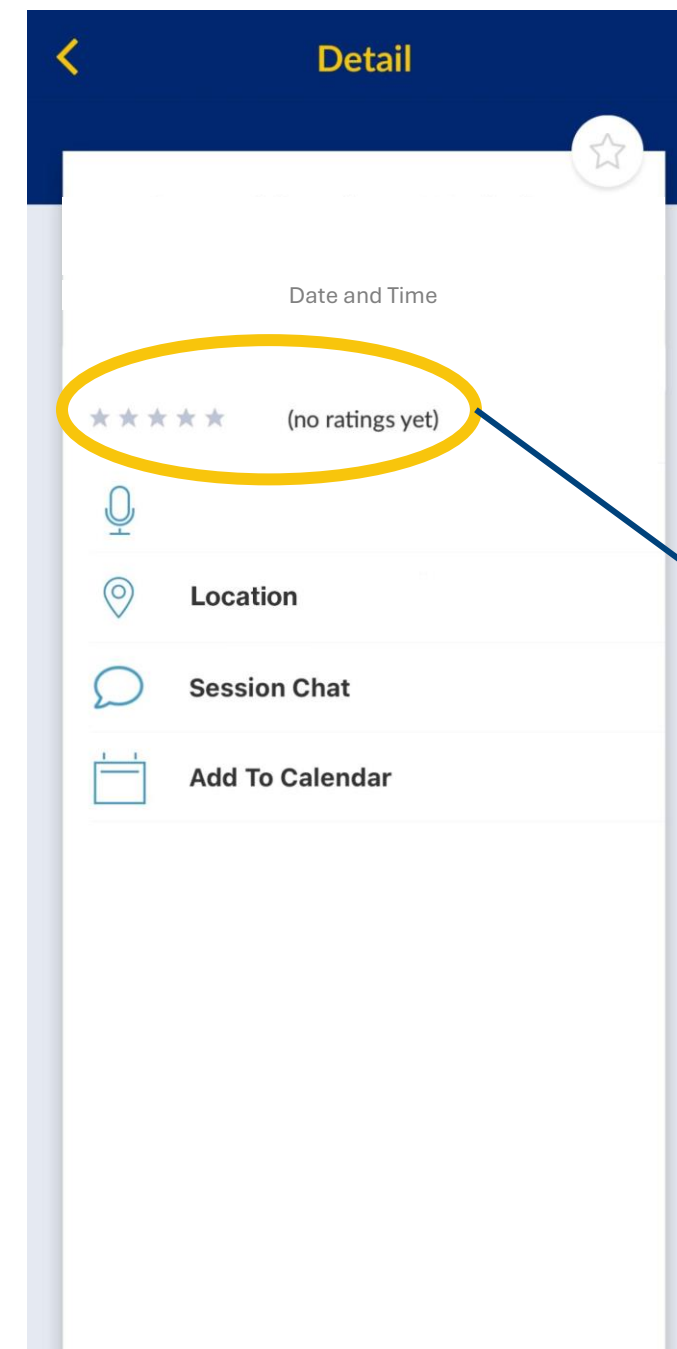 Detail
Date and Time
(no ratings yet)
Location
Session Chat
Add To Calendar